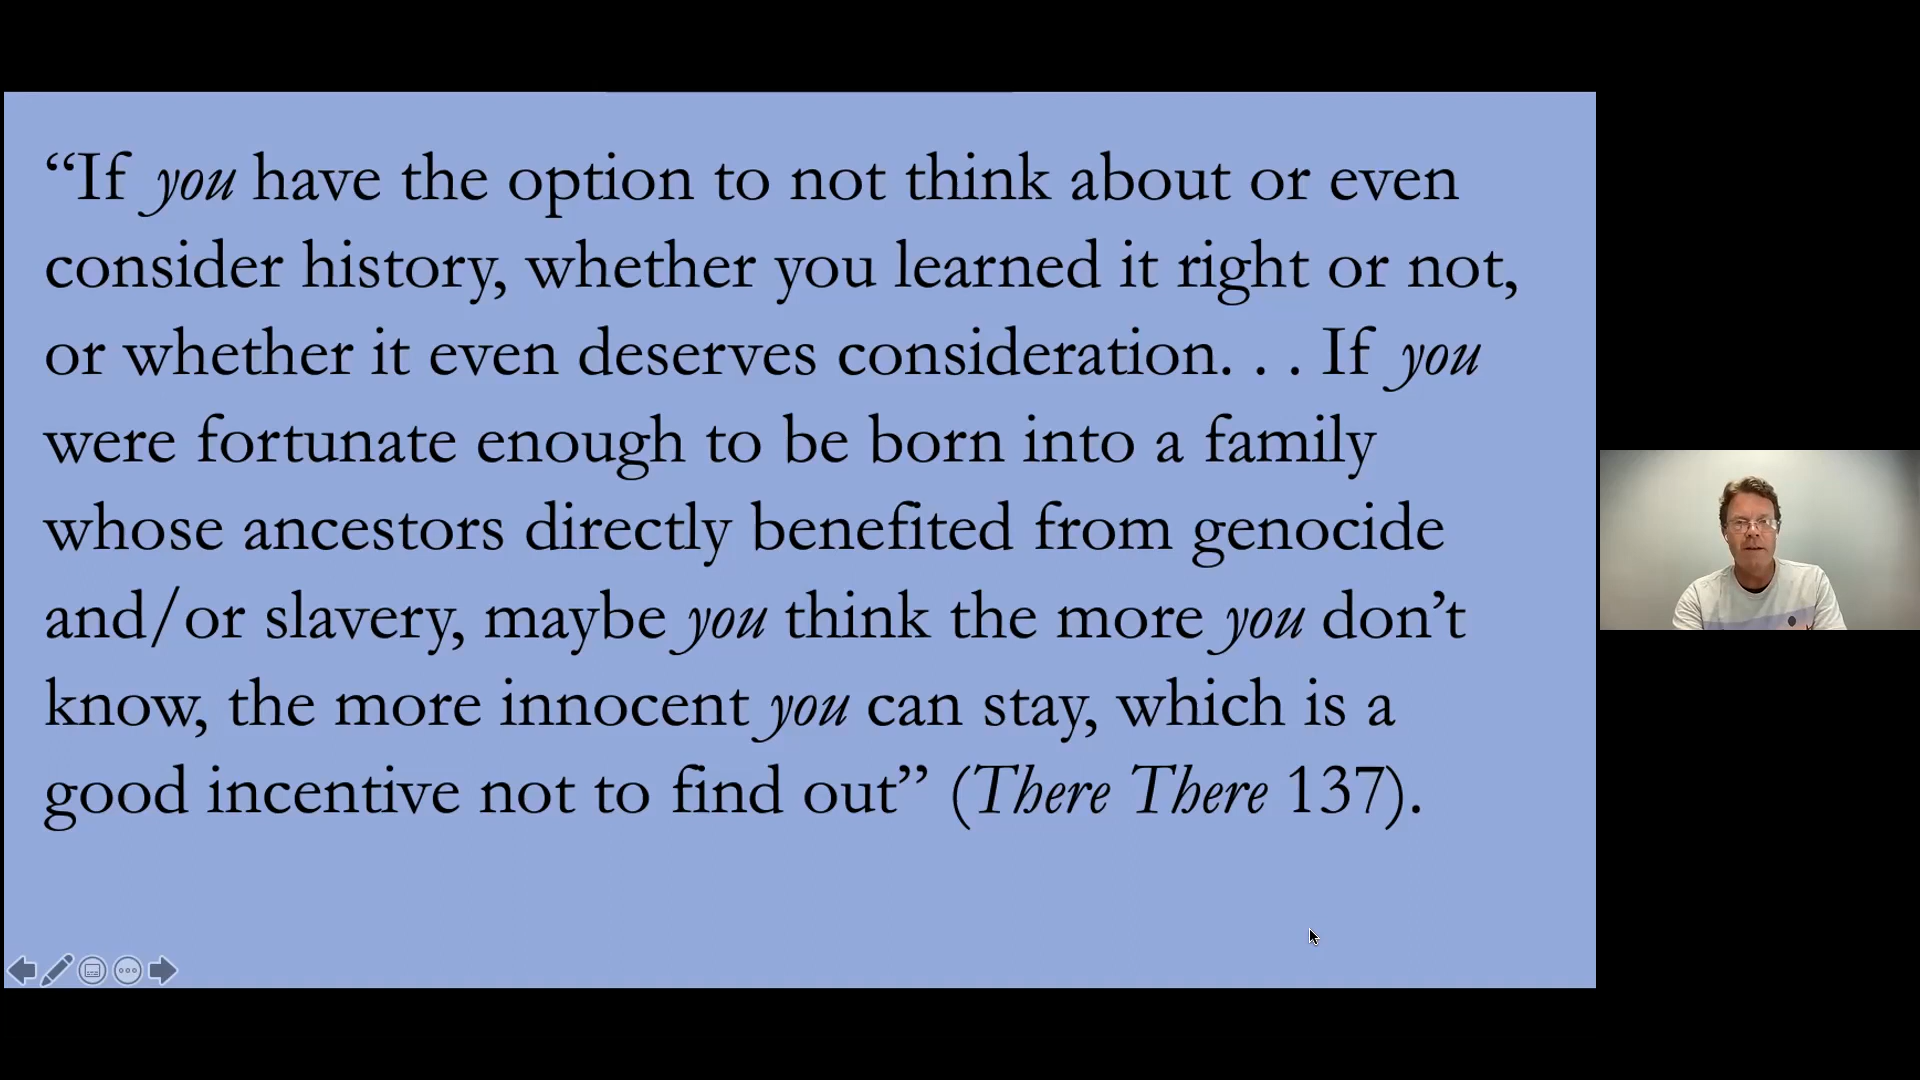 “If you have the option to not think about or even
consider history, whether you learned it right or not,
or whether it even deserves consideration. . . If you
were fortunate enough to be born into a family
whose ancestors directly benefited from genocide
and/or slavery, maybe you think the more you don’t
know, the more innocent you can stay, which is a
good incentive not to find out” (There There 137).